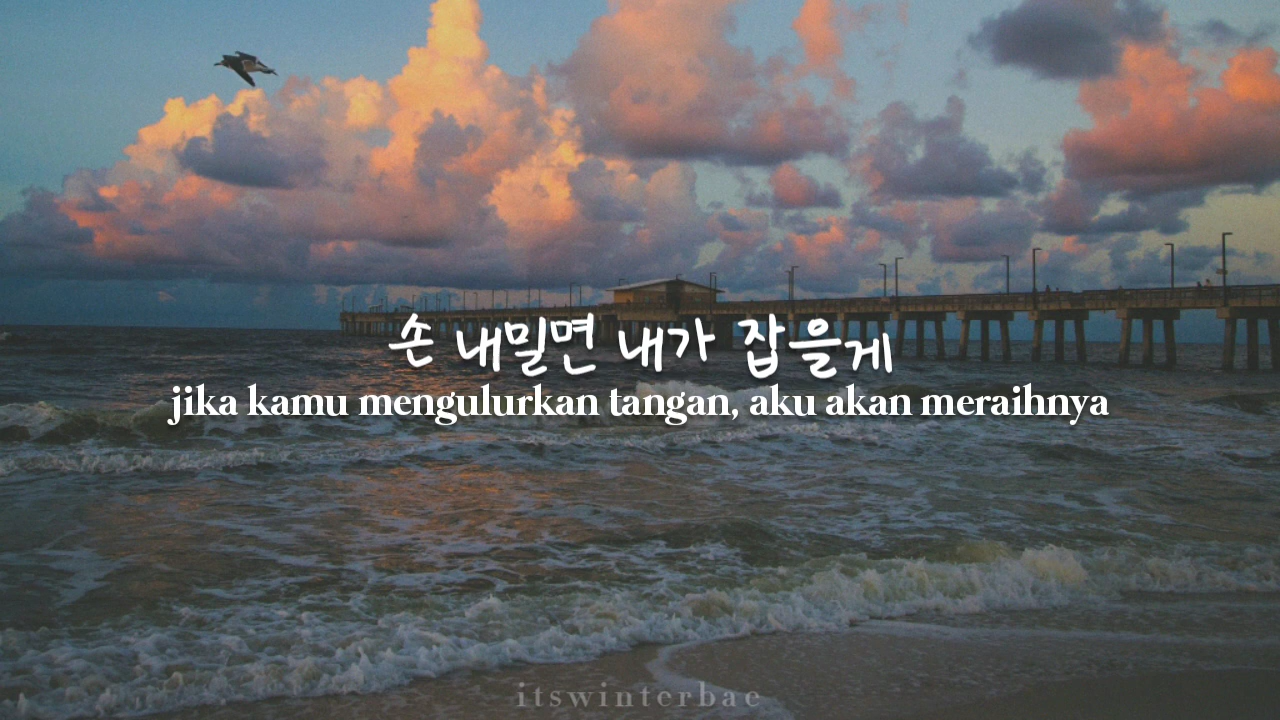 손 내밀면 내가 잡을게
jika kamu mengulurkan tangan, aku akan meraihnya
itswinterbae